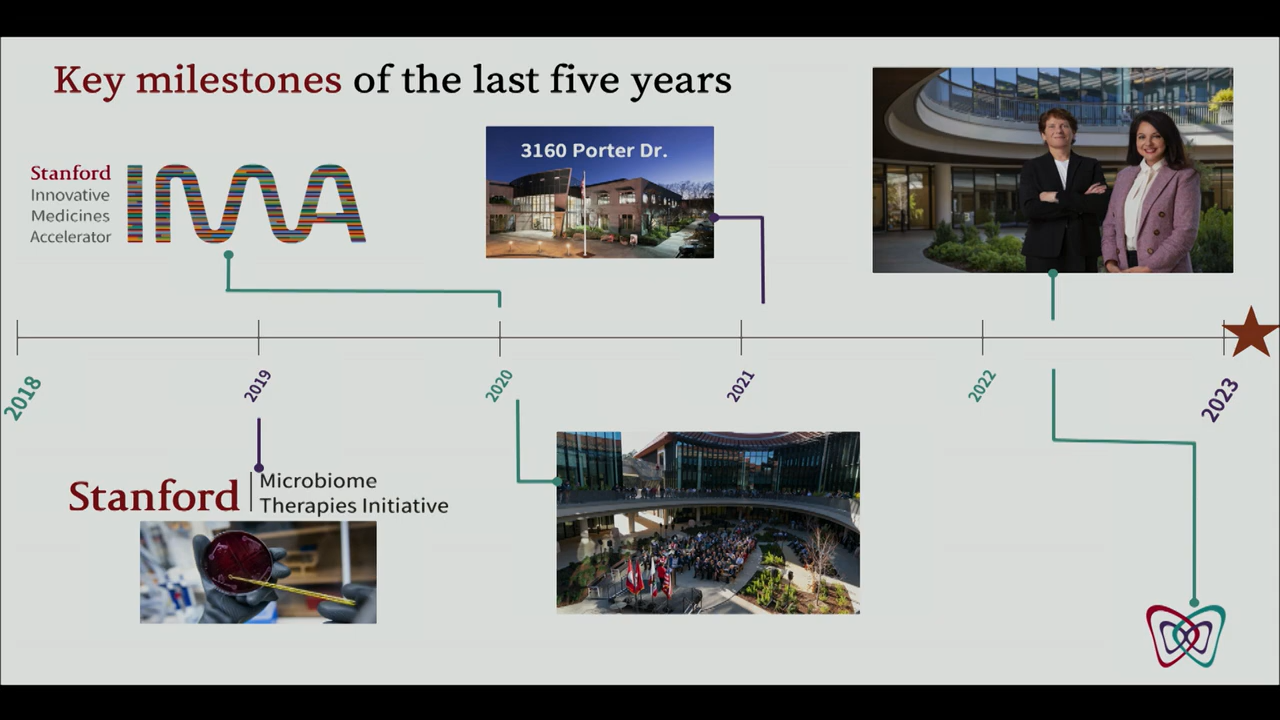 Key milestones of the last five years
Stanford
Innovative
Medicines
Accelerator
IMA
3160 Porter Dr.
2018
2019
2020
2021
2022
2023
Stanford
Microbiome
Therapies Initiative